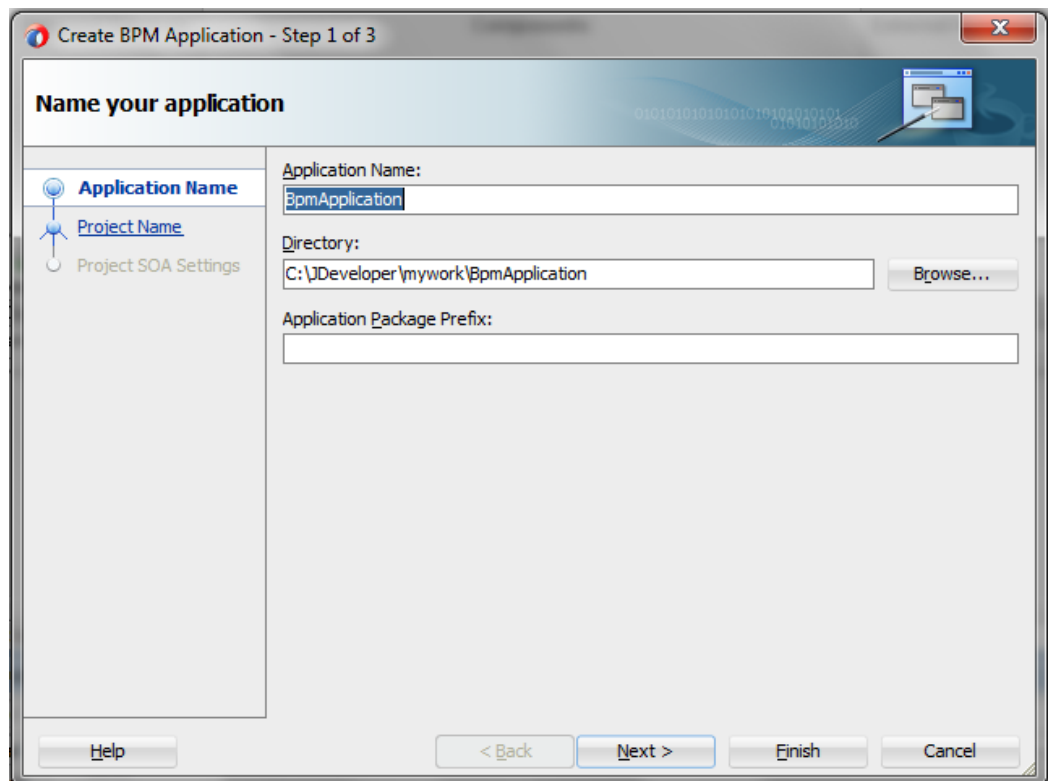 Create BPM Application - Step 1 of 3
Name your application
Application Name
Project Name
Project SOA Settings
Application Name:
BpmApplication
Directory:
C:\JDeveloper\mywork\BpmApplication
Browse...
Application Package Prefix:
Help
< Back
Next >
Finish
Cancel